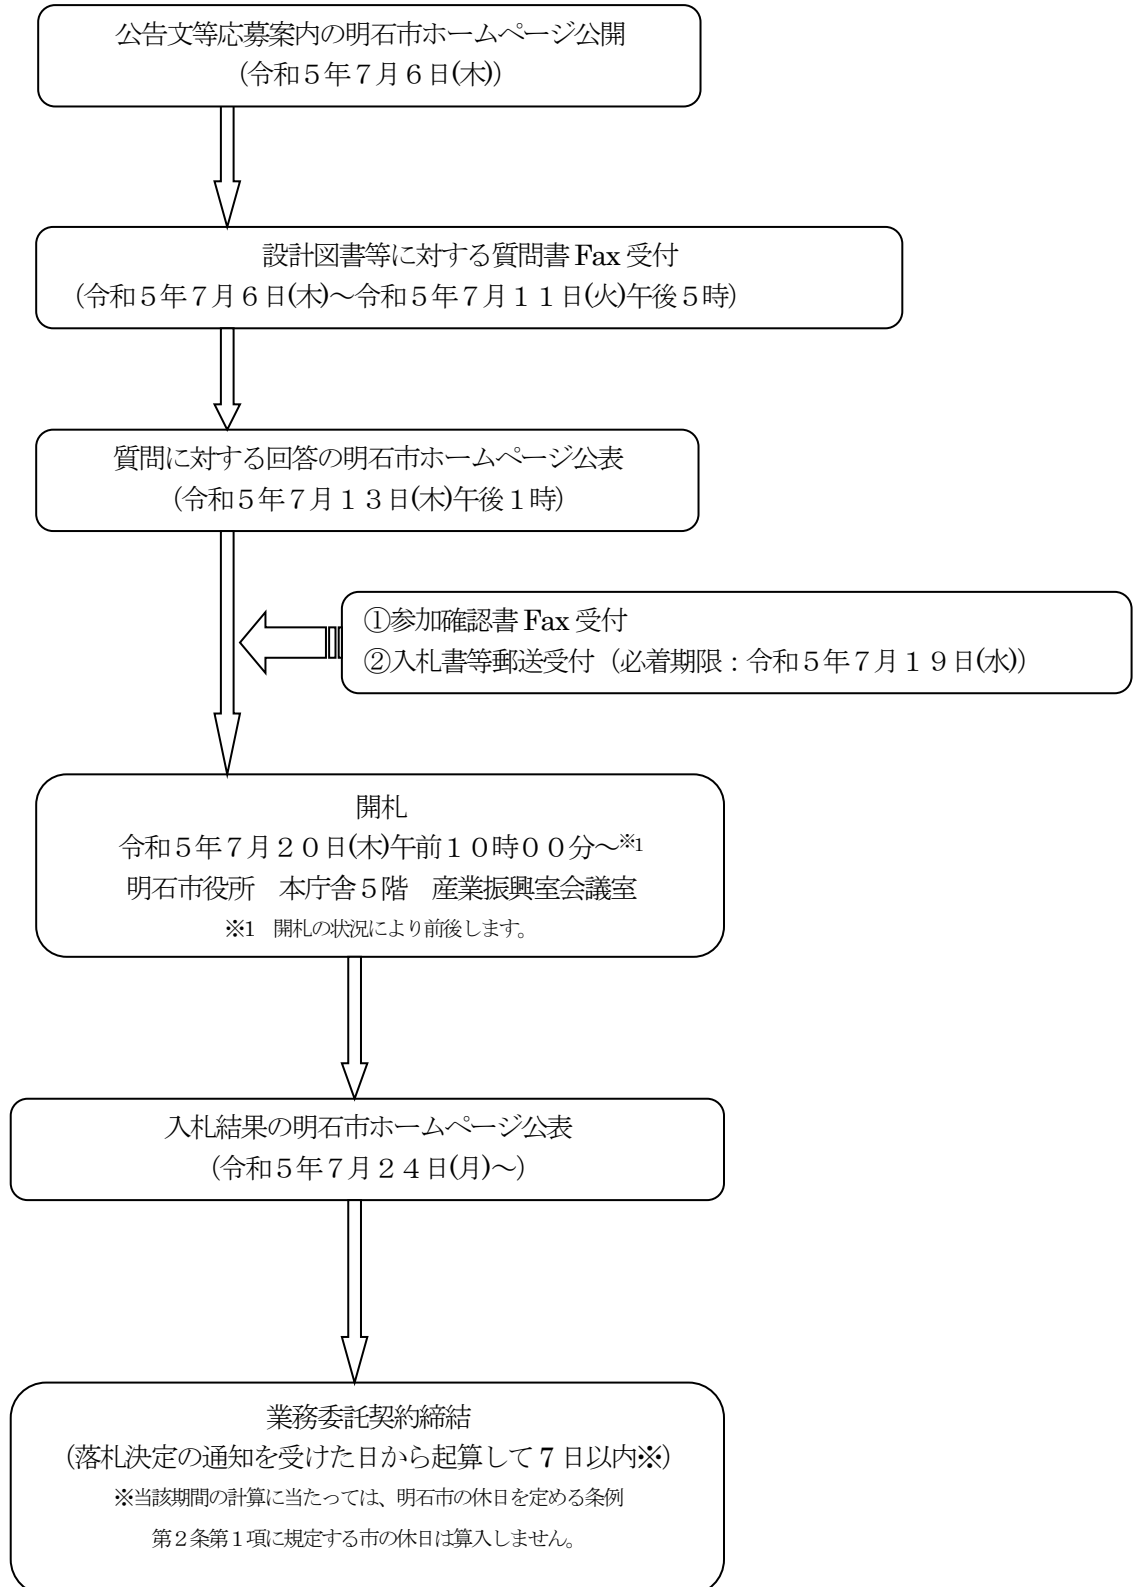 公告文等応募案内の明石市ホームページ公開
（令和５年７月６日(木)）
設計図書等に対する質問書 Fax 受付
（令和５年７月６日(木)～令和５年７月１１日(火)午後５時）
質問に対する回答の明石市ホームページ公表
（令和５年７月１３日(木)午後１時）
①参加確認書 Fax 受付
②入札書等郵送受付（必着期限：令和５年７月１９日(水)）
開札
令和５年７月２０日(木)午前１０時００分～※1
明石市役所　本庁舎５階　産業振興室会議室
※1　開札の状況により前後します。
入札結果の明石市ホームページ公表
（令和５年７月２４日(月)～）
業務委託契約締結
（落札決定の通知を受けた日から起算して 7 日以内※）
※当該期間の計算に当たっては、明石市の休日を定める条例
第２条第１項に規定する市の休日は算入しません。